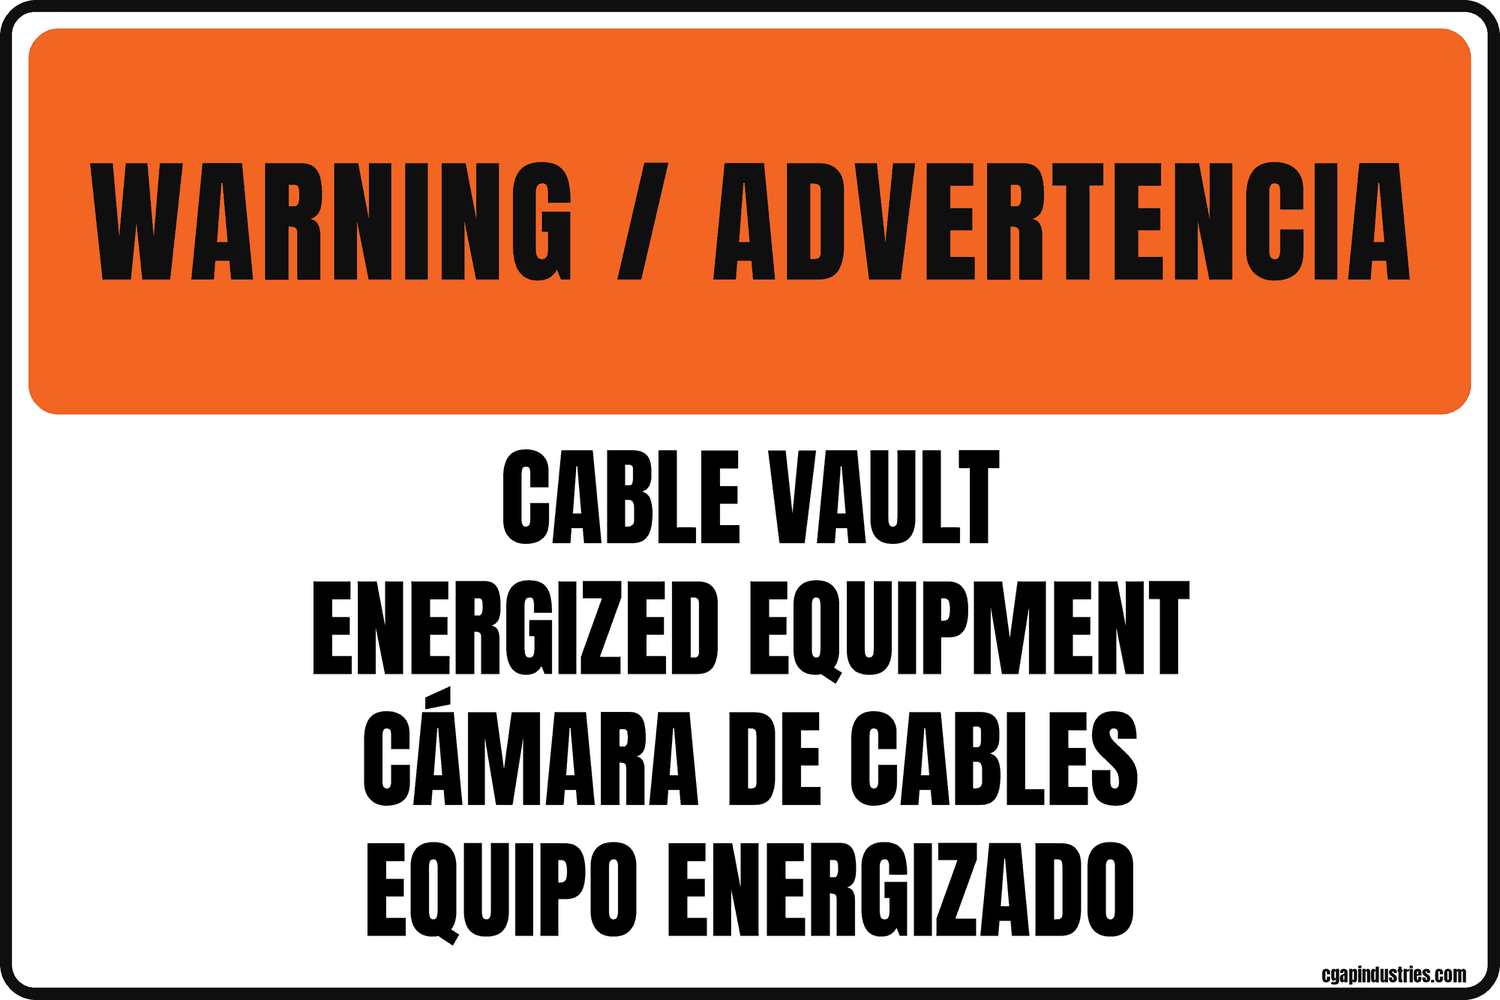 WARNING / ADVERTENCIA
CABLE VAULT
ENERGIZED EQUIPMENT
CÁMARA DE CABLES
EQUIPO ENERGIZADO
cgapindustries.com